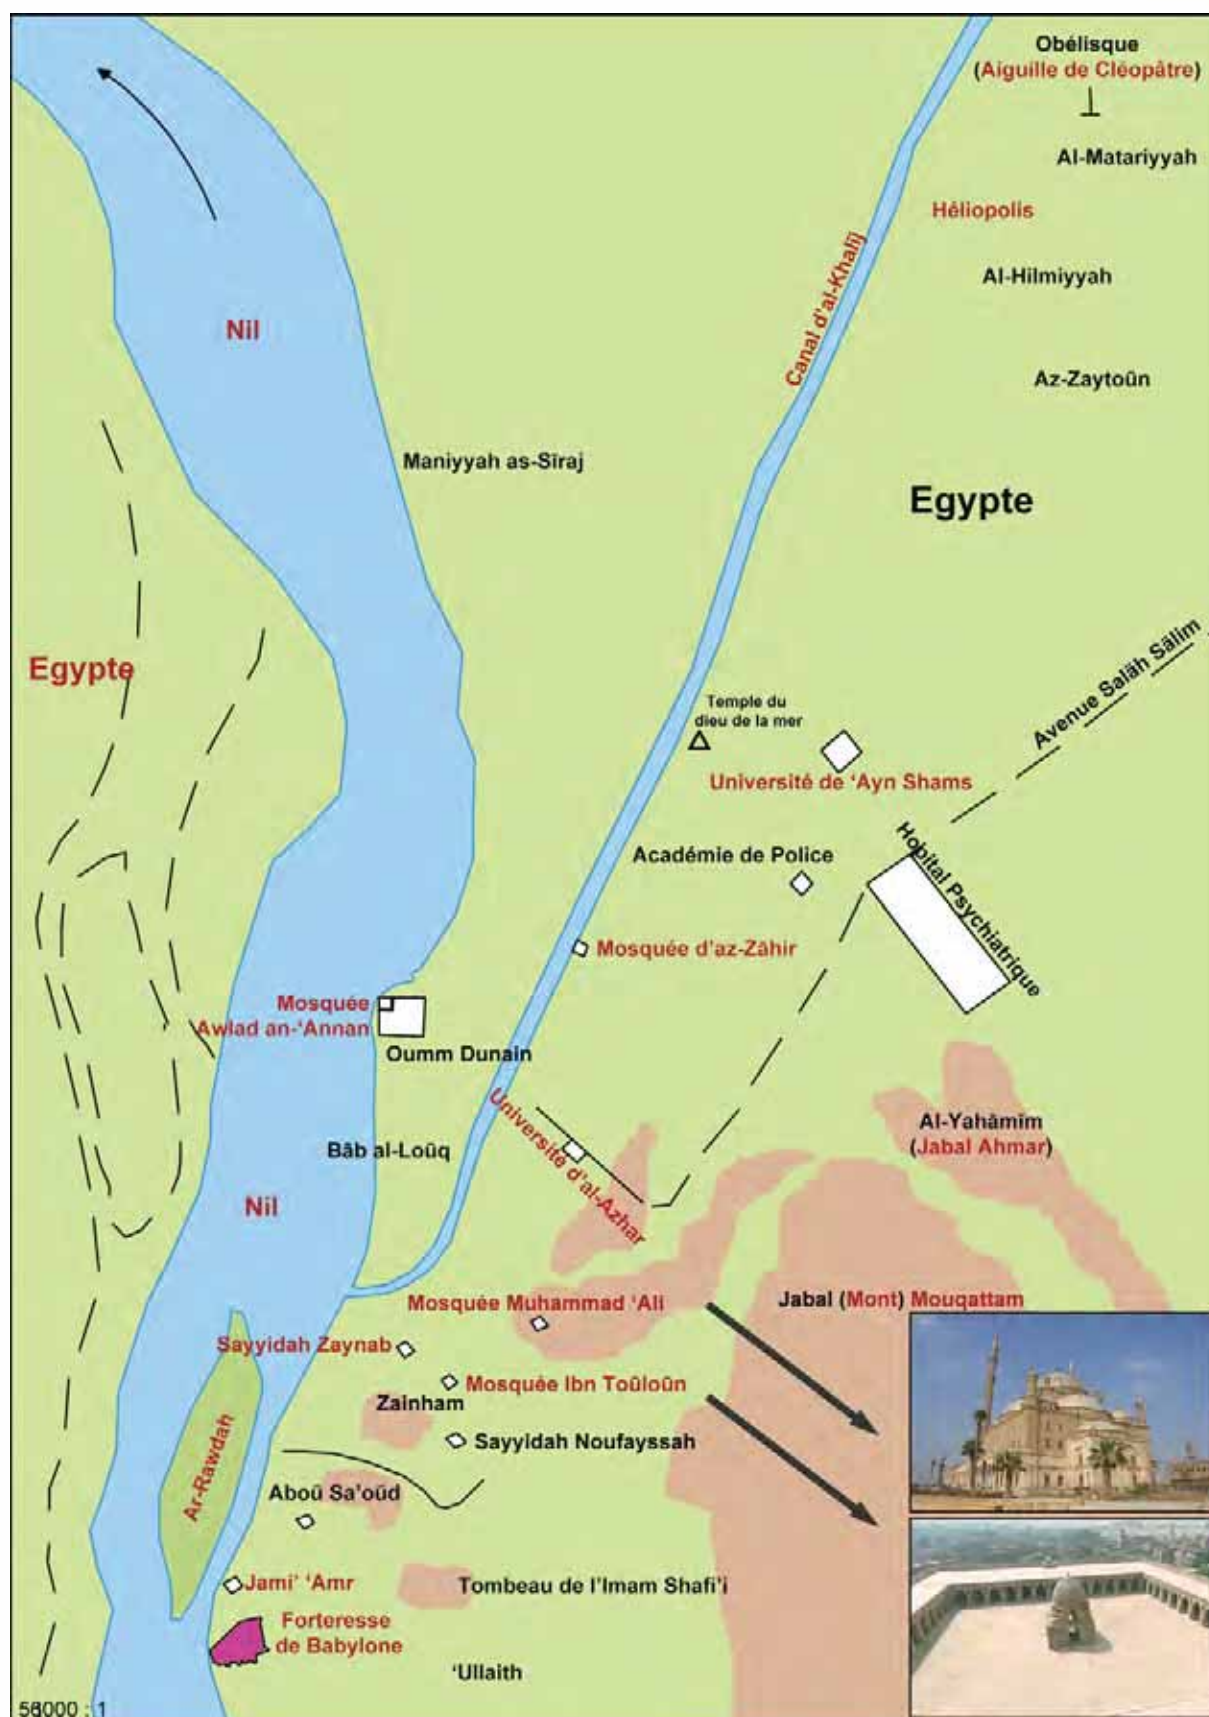 Obélisque
(Aiguille de Cléopâtre)
Al-Matariyyah
Héliopolis
Al-Hilmiyyah
Canal d'al-Khalîj
Nil
Az-Zaytoûn
Maniyyah as-Sîraj
Egypte
Egypte
Avenue Salâh Sâlim
Temple du
dieu de la mer
Université de ‘Ayn Shams
Académie de Police
Hopital Psychiatrique
Mosquée d'az-Zâhir
Mosquée
Awlad an-‘Annan
Oumm Dunain
Université d'al-Azhar
Al-Yahâmîm
(Jabal Ahmar)
Bâb al-Loûq
Nil
Jabal (Mont) Mouqattam
Mosquée Muhammad ‘Ali
Sayyidah Zaynab
Mosquée Ibn Toûloûn
Zainham
Sayyidah Noufayssah
Ar-Rawdah
Aboû Sa'oûd
Jami’ ‘Amr
Tombeau de l'Imam Shafi'i
Forteresse
de Babylone
‘Ullaith